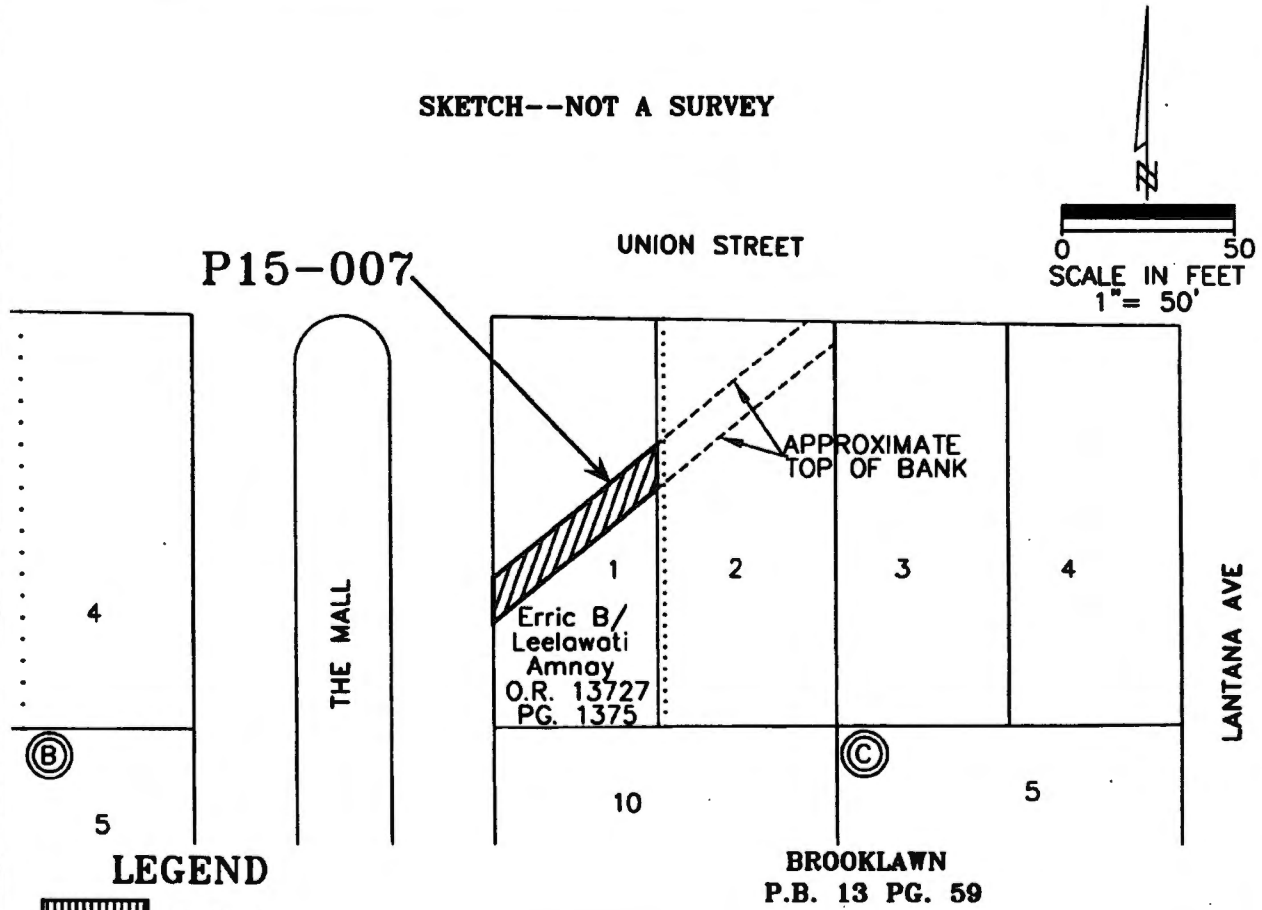 SKETCH--NOT A SURVEY
N
0 50
SCALE IN FEET
1"= 50'
UNION STREET
P15-007
APPROXIMATE
TOP OF BANK
4
THE MALL
1
2
3
4
Erric B/
Leelawati
Amnay
O.R. 13727
PG. 1375
LANTANA AVE
B
C
5
10
5
LEGEND
BROOKLAWN
P.B. 13 PG. 59